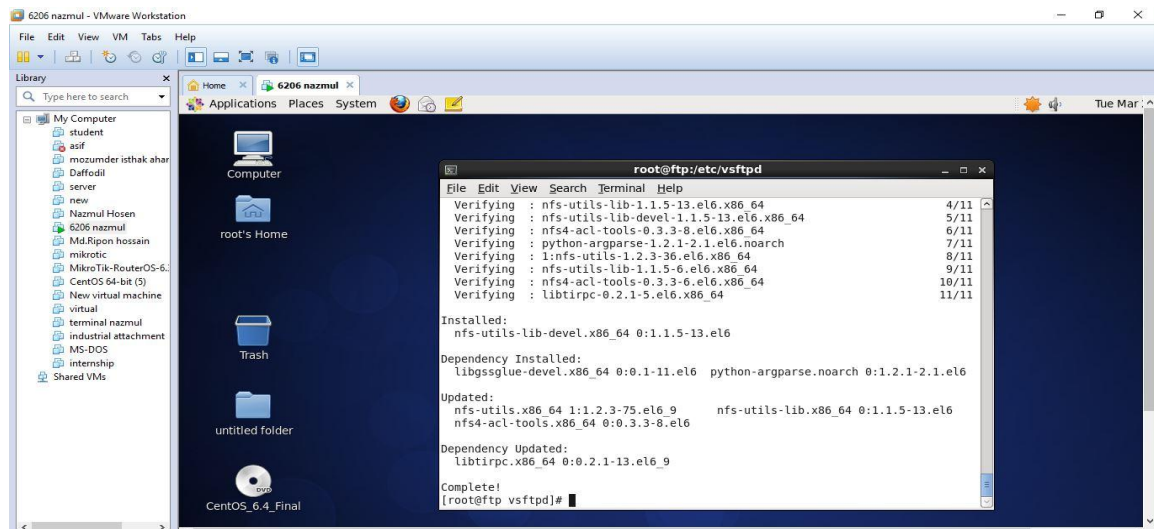 6206 nazmul - VMware Workstation
File Edit View VM Tabs Help
Library
Type here to search
My Computer
student
asif
mozumder isthak ahar
Daffodil
server
new
Nazmul Hosen
6206 nazmul
Md.Ripon hossain
mikrotic
MikroTik-RouterOS-6.
CentOS 64-bit (5)
New virtual machine
virtual
terminal nazmul
industrial attachment
MS-DOS
internship
Shared VMs
Home
6206 nazmul
Applications Places System
Tue Mar
Computer
root's Home
Trash
untitled folder
DVD
CentOS_6.4_Final
root@ftp:/etc/vsftpd
File Edit View Search Terminal Help
Verifying : nfs-utils-lib-1.1.5-13.el6.x86_64 4/11
Verifying : nfs-utils-lib-devel-1.1.5-13.el6.x86_64 5/11
Verifying : nfs4-acl-tools-0.3.3-8.el6.x86_64 6/11
Verifying : python-argparse-1.2.1-2.1.el6.noarch 7/11
Verifying : 1:nfs-utils-1.2.3-36.el6.x86_64 8/11
Verifying : nfs-utils-lib-1.1.5-6.el6.x86_64 9/11
Verifying : nfs4-acl-tools-0.3.3-6.el6.x86_64 10/11
Verifying : libtirpc-0.2.1-5.el6.x86_64 11/11
Installed:
nfs-utils-lib-devel.x86_64 0:1.1.5-13.el6
Dependency Installed:
libgssglue-devel.x86_64 0:0.1-11.el6 python-argparse.noarch 0:1.2.1-2.1.el6
Updated:
nfs-utils.x86_64 1:1.2.3-75.el6_9 nfs-utils-lib.x86_64 0:1.1.5-13.el6
nfs4-acl-tools.x86_64 0:0.3.3-8.el6
Dependency Updated:
libtirpc.x86_64 0:0.2.1-13.el6_9
Complete!
[root@ftp vsftpd]#